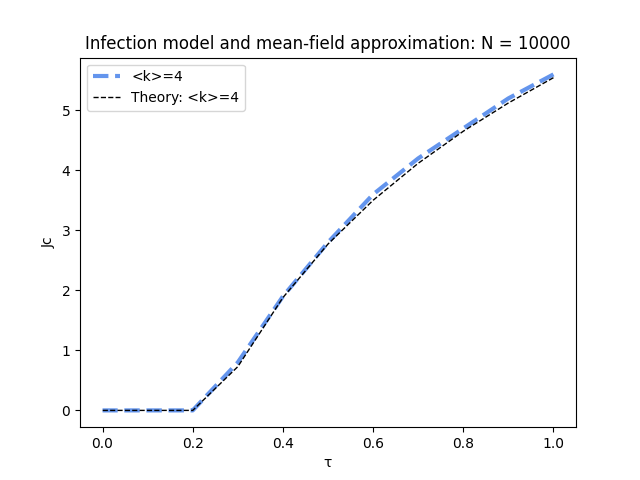 Infection model and mean-field approximation: N = 10000
<k>=4
Theory: <k>=4
5
4
3
2
1
0
Jc
0.0 0.2 0.4 0.6 0.8 1.0
τ